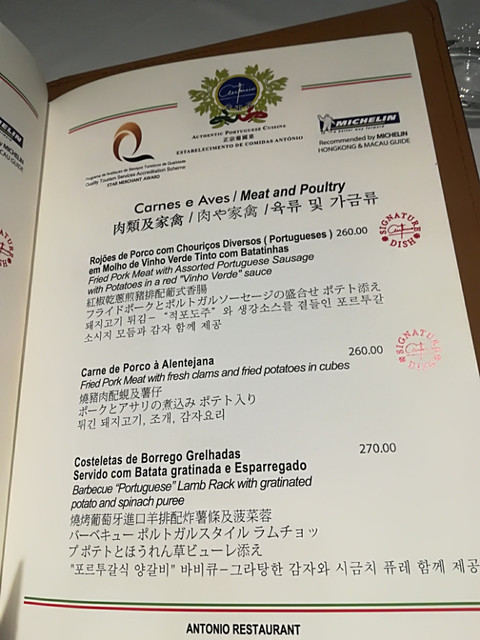 António
AUTHENTIC PORTUGUESE CUISINE
正宗葡國菜
ESTABELECIMENTO DE COMIDAS ANTÓNIO
Programa de Avaliação de Serviços Turísticos de Qualidade
Quality Tourism Services Accreditation Scheme
STAR MERCHANT AWARD
MICHELIN
A better way forward
Recommended by MICHELIN
HONGKONG & MACAU GUIDE
MICHELIN
GUIDE
Carnes e Aves / Meat and Poultry
肉類及家禽 / 肉や家禽 / 육류 및 가금류
SIGNATURE
DISH
Rojões de Porco com Chouriços Diversos ( Portugueses ) 260.00
em Molho de Vinho Verde Tinto com Batatinhas
Fried Pork Meat with Assorted Portuguese Sausage
with Potatoes in a red "Vinho Verde" sauce
紅椒乾蔥煎豬排配葡式香腸
フライドポークとポルトガルソーセージの盛合せ ポテト添え
돼지고기 튀김– "적포도주" 와 생강소스를 곁들인 포르투갈
소시지 모듬과 감자 함께 제공
SIGNATURE
DISH
Carne de Porco à Alentejana 260.00
Fried Pork Meat with fresh clams and fried potatoes in cubes
燒豬肉配蜆及薯仔
ポークとアサリの煮込み ポテト入り
튀긴 돼지고기, 조개, 감자요리
Costeletas de Borrego Grelhadas 270.00
Servido com Batata gratinada e Esparregado
Barbecue "Portuguese" Lamb Rack with gratinated
potato and spinach puree
燒烤葡萄牙進口羊排配炸薯條及菠菜蓉
バーベキュー ポルトガルスタイル ラムチョッ
プ ポテトとほうれん草ピューレ添え
"포르투갈식 양갈비" 바비큐–그라탕한 감자와 시금치 퓨레 함께 제공
ANTONIO RESTAURANT